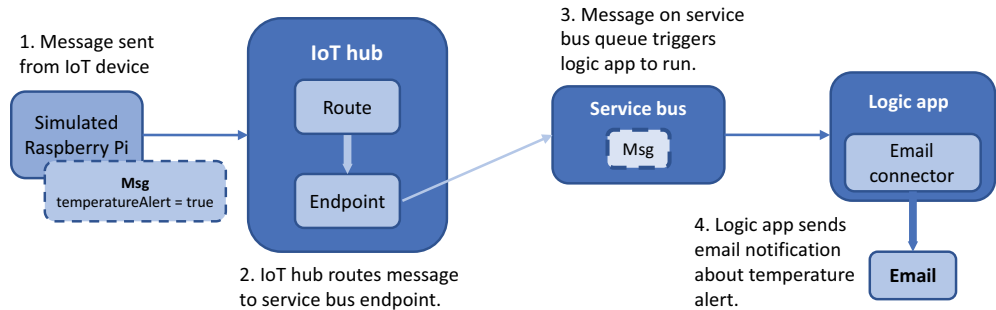 1. Message sent
from IoT device
Simulated
Raspberry Pi
Msg
temperatureAlert = true
IoT hub
Route
Endpoint
2. IoT hub routes message
to service bus endpoint.
3. Message on service
bus queue triggers
logic app to run.
Service bus
Msg
Logic app
Email
connector
4. Logic app sends
email notification
about temperature
alert.
Email